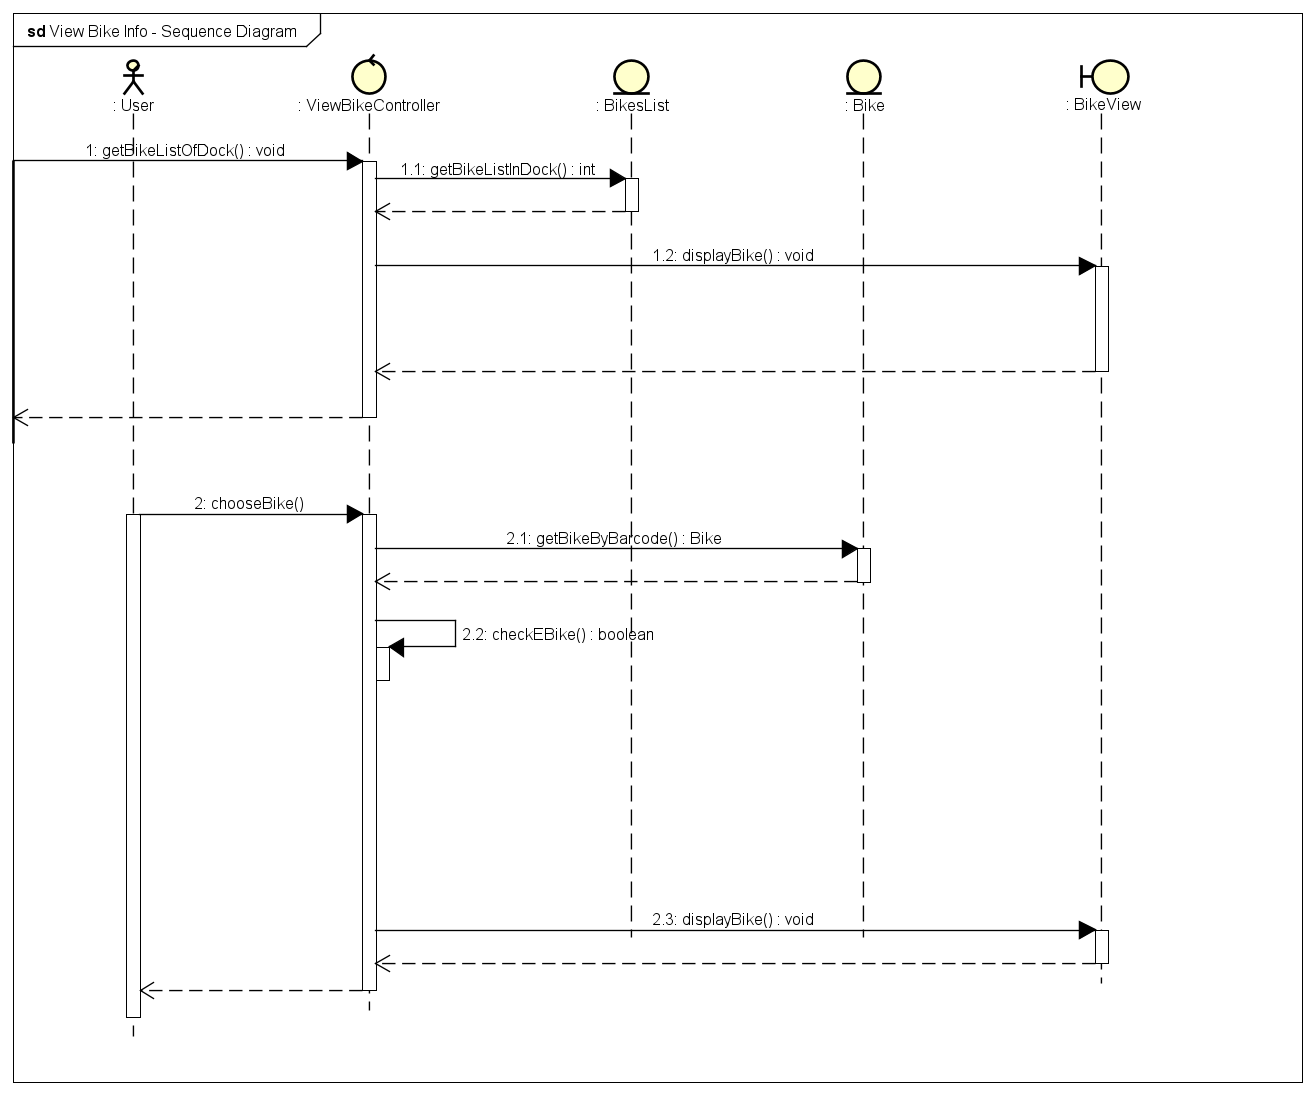 sd View Bike Info - Sequence Diagram
: User
: ViewBikeController
: BikesList
: Bike
: BikeView
1: getBikeListOfDock() : void
1.1: getBikeListInDock() : int
1.2: displayBike() : void
2: chooseBike()
2.1: getBikeByBarcode() : Bike
2.2: checkEBike() : boolean
2.3: displayBike() : void